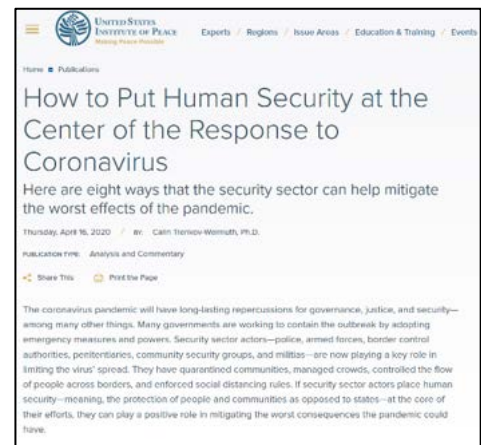 UNITED STATES
INSTITUTE OF PEACE
Making Peace Possible
Experts / Regions / Issue Areas / Education & Training / Events
Home ■ Publications
How to Put Human Security at the
Center of the Response to
Coronavirus
Here are eight ways that the security sector can help mitigate
the worst effects of the pandemic.
Thursday, April 16, 2020 / BY: Calin Trenkov-Wermuth, Ph.D.
PUBLICATION TYPE: Analysis and Commentary
Share This Print the Page
The coronavirus pandemic will have long-lasting repercussions for governance, justice, and security—
among many other things. Many governments are working to contain the outbreak by adopting
emergency measures and powers. Security sector actors—police, armed forces, border control
authorities, penitentiaries, community security groups, and militias—are now playing a key role in
limiting the virus' spread. They have quarantined communities, managed crowds, controlled the flow
of people across borders, and enforced social distancing rules. If security sector actors place human
security—meaning, the protection of people and communities as opposed to states—at the core of
their efforts, they can play a positive role in mitigating the worst consequences the pandemic could
have.